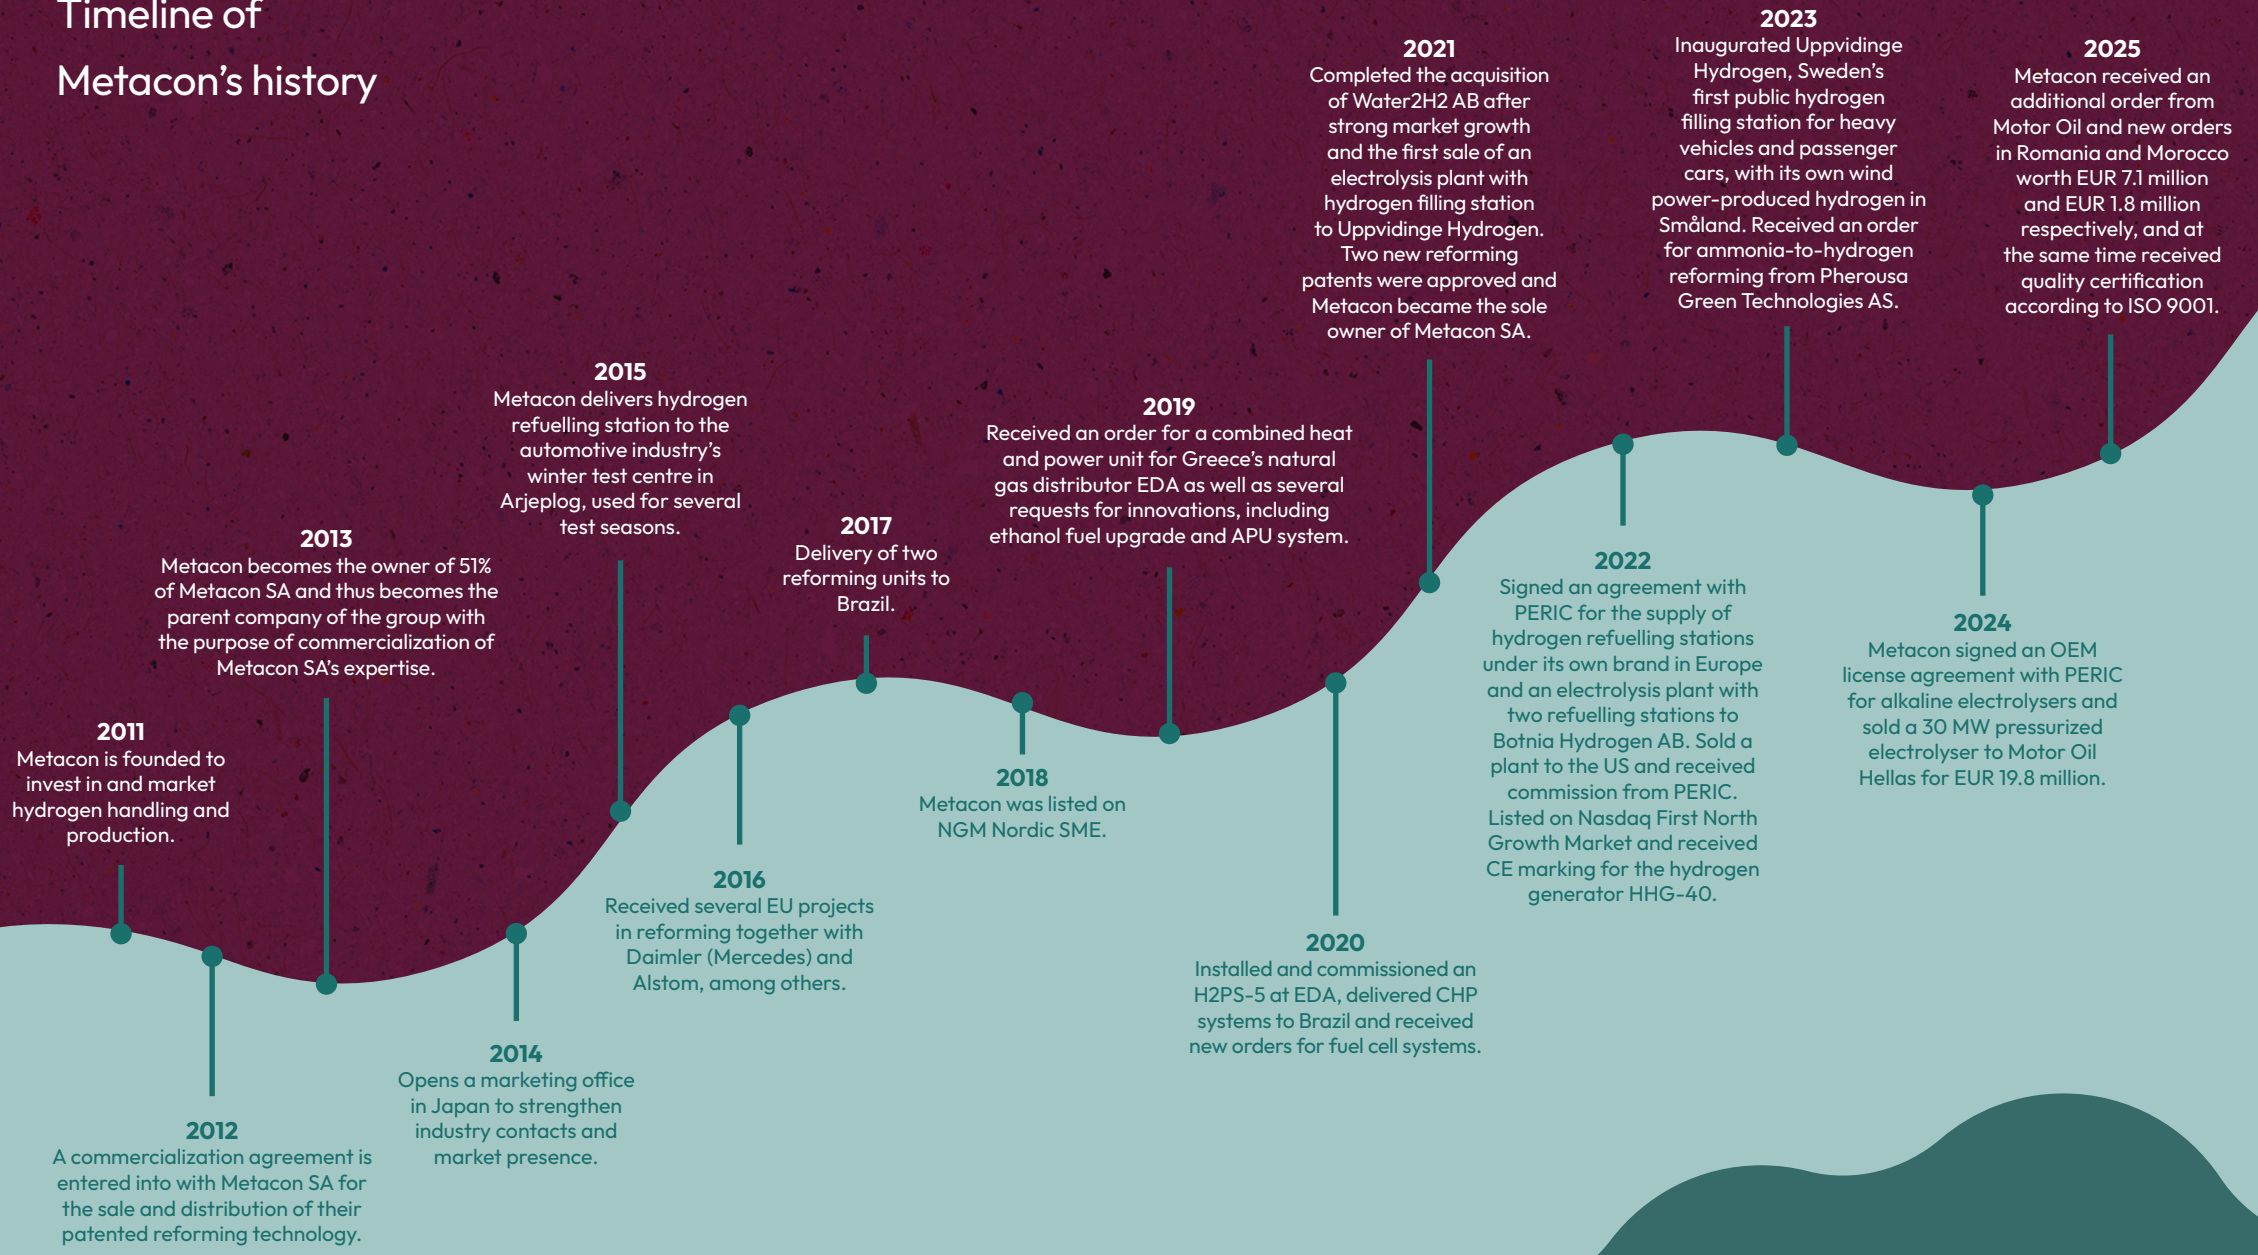 Timeline of
Metacon’s history
2011
Metacon is founded to
invest in and market
hydrogen handling and
production.
2012
A commercialization agreement is
entered into with Metacon SA for
the sale and distribution of their
patented reforming technology.
2013
Metacon becomes the owner of 51%
of Metacon SA and thus becomes the
parent company of the group with
the purpose of commercialization of
Metacon SA’s expertise.
2014
Opens a marketing office
in Japan to strengthen
industry contacts and
market presence.
2015
Metacon delivers hydrogen
refuelling station to the
automotive industry’s
winter test centre in
Arjeplog, used for several
test seasons.
2016
Received several EU projects
in reforming together with
Daimler (Mercedes) and
Alstom, among others.
2017
Delivery of two
reforming units to
Brazil.
2018
Metacon was listed on
NGM Nordic SME.
2019
Received an order for a combined heat
and power unit for Greece’s natural
gas distributor EDA as well as several
requests for innovations, including
ethanol fuel upgrade and APU system.
2020
Installed and commissioned an
H2PS-5 at EDA, delivered CHP
systems to Brazil and received
new orders for fuel cell systems.
2021
Completed the acquisition
of Water2H2 AB after
strong market growth
and the first sale of an
electrolysis plant with
hydrogen filling station
to Uppvidinge Hydrogen.
Two new reforming
patents were approved and
Metacon became the sole
owner of Metacon SA.
2022
Signed an agreement with
PERIC for the supply of
hydrogen refuelling stations
under its own brand in Europe
and an electrolysis plant with
two refuelling stations to
Botnia Hydrogen AB. Sold a
plant to the US and received
commission from PERIC.
Listed on Nasdaq First North
Growth Market and received
CE marking for the hydrogen
generator HHG-40.
2023
Inaugurated Uppvidinge
Hydrogen, Sweden’s
first public hydrogen
filling station for heavy
vehicles and passenger
cars, with its own wind
power-produced hydrogen in
Småland. Received an order
for ammonia-to-hydrogen
reforming from Pherousa
Green Technologies AS.
2024
Metacon signed an OEM
license agreement with PERIC
for alkaline electrolysers and
sold a 30 MW pressurized
electrolyser to Motor Oil
Hellas for EUR 19.8 million.
2025
Metacon received an
additional order from
Motor Oil and new orders
in Romania and Morocco
worth EUR 7.1 million
and EUR 1.8 million
respectively, and at
the same time received
quality certification
according to ISO 9001.